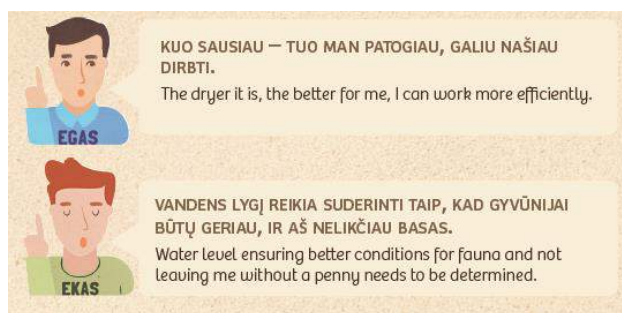 KUO SAUSIAU – TUO MAN PATOGIAU, GALIU NAŠIAU
DIRBTI.
The dryer it is, the better for me, I can work more efficiently.
EGAS
VANDENS LYGĮ REIKIA SUDERINTI TAIP, KAD GYVŪNIJAI
BŪTŲ GERIAU, IR AŠ NELIKČIAU BASAS.
Water level ensuring better conditions for fauna and not
leaving me without a penny needs to be determined.
EKAS